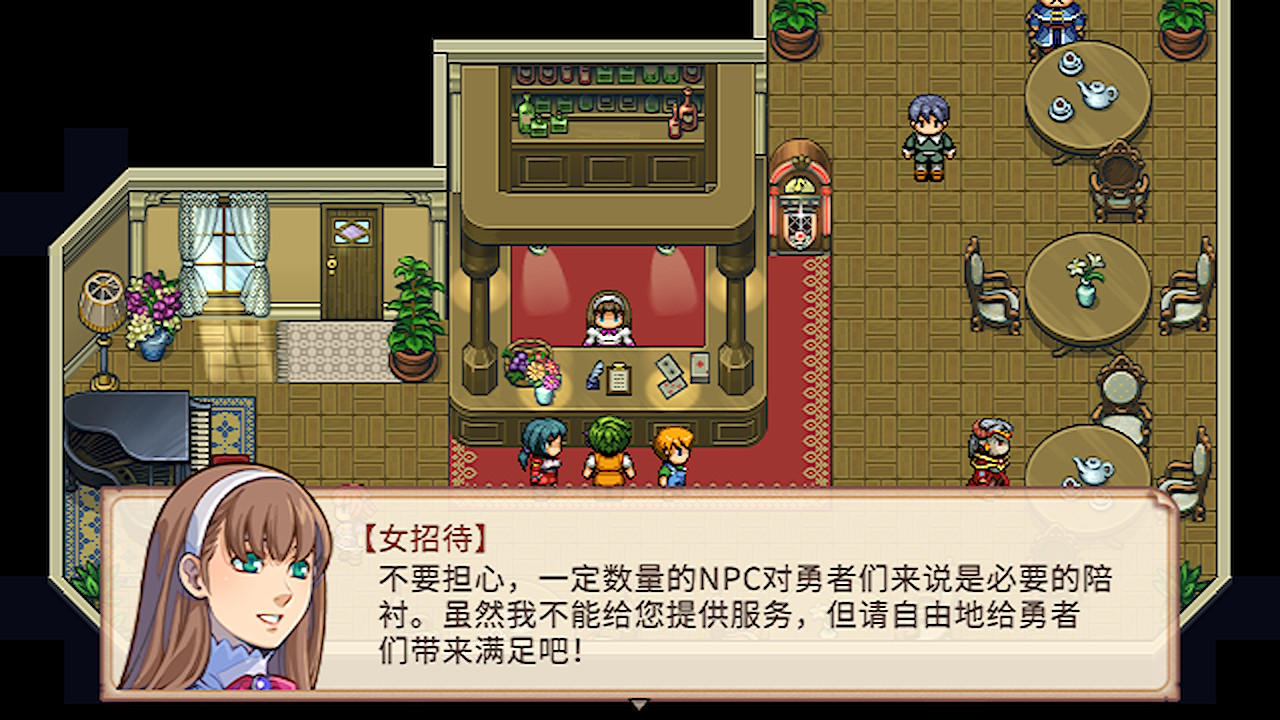 【女招待】
不要担心，一定数量的NPC对勇者们来说是必要的陪
衬。虽然我不能给您提供服务，但请自由地给勇者
们带来满足吧！